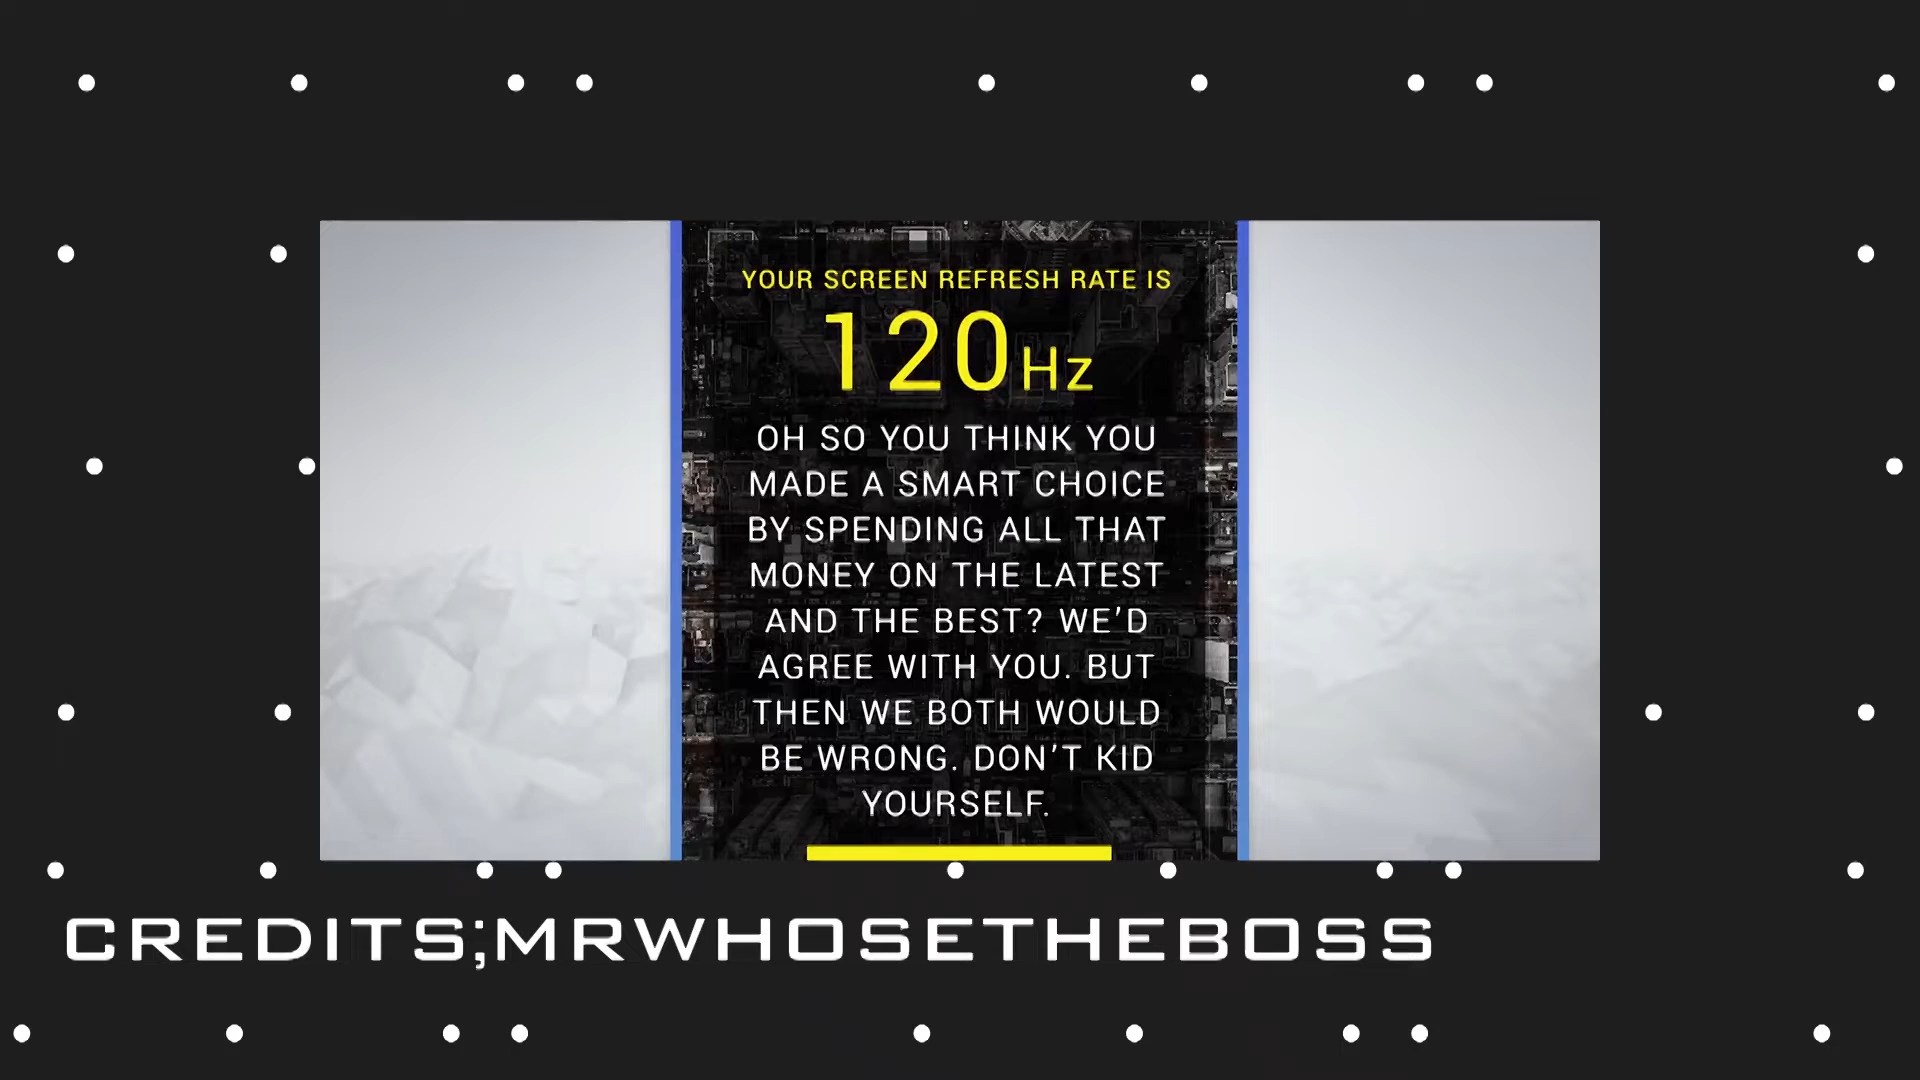 YOUR SCREEN REFRESH RATE IS
120Hz
OH SO YOU THINK YOU
MADE A SMART CHOICE
BY SPENDING ALL THAT
MONEY ON THE LATEST
AND THE BEST? WE'D
AGREE WITH YOU. BUT
THEN WE BOTH WOULD
BE WRONG. DON'T KID
YOURSELF.
CREDITS;MRWHOSETHEBOSS